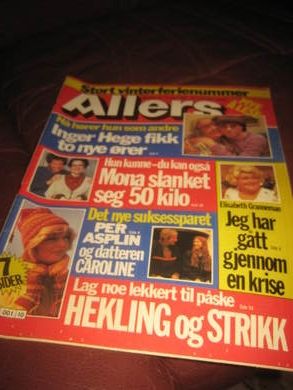 Stort vinterferienummer
Allers
Nå hører hun som andre
Inger Hege fikk
to nye ører
Hun kunne - du kan også
Mona slanket
seg 50 kilo
Elisabeth Granneman
Jeg har
gått
gjennom
en krise
Det nye suksessparet
PER
ASPLIN
og datteren
CAROLINE
SIDER
Lag noe lekkert til påske
HEKLING og STRIKK